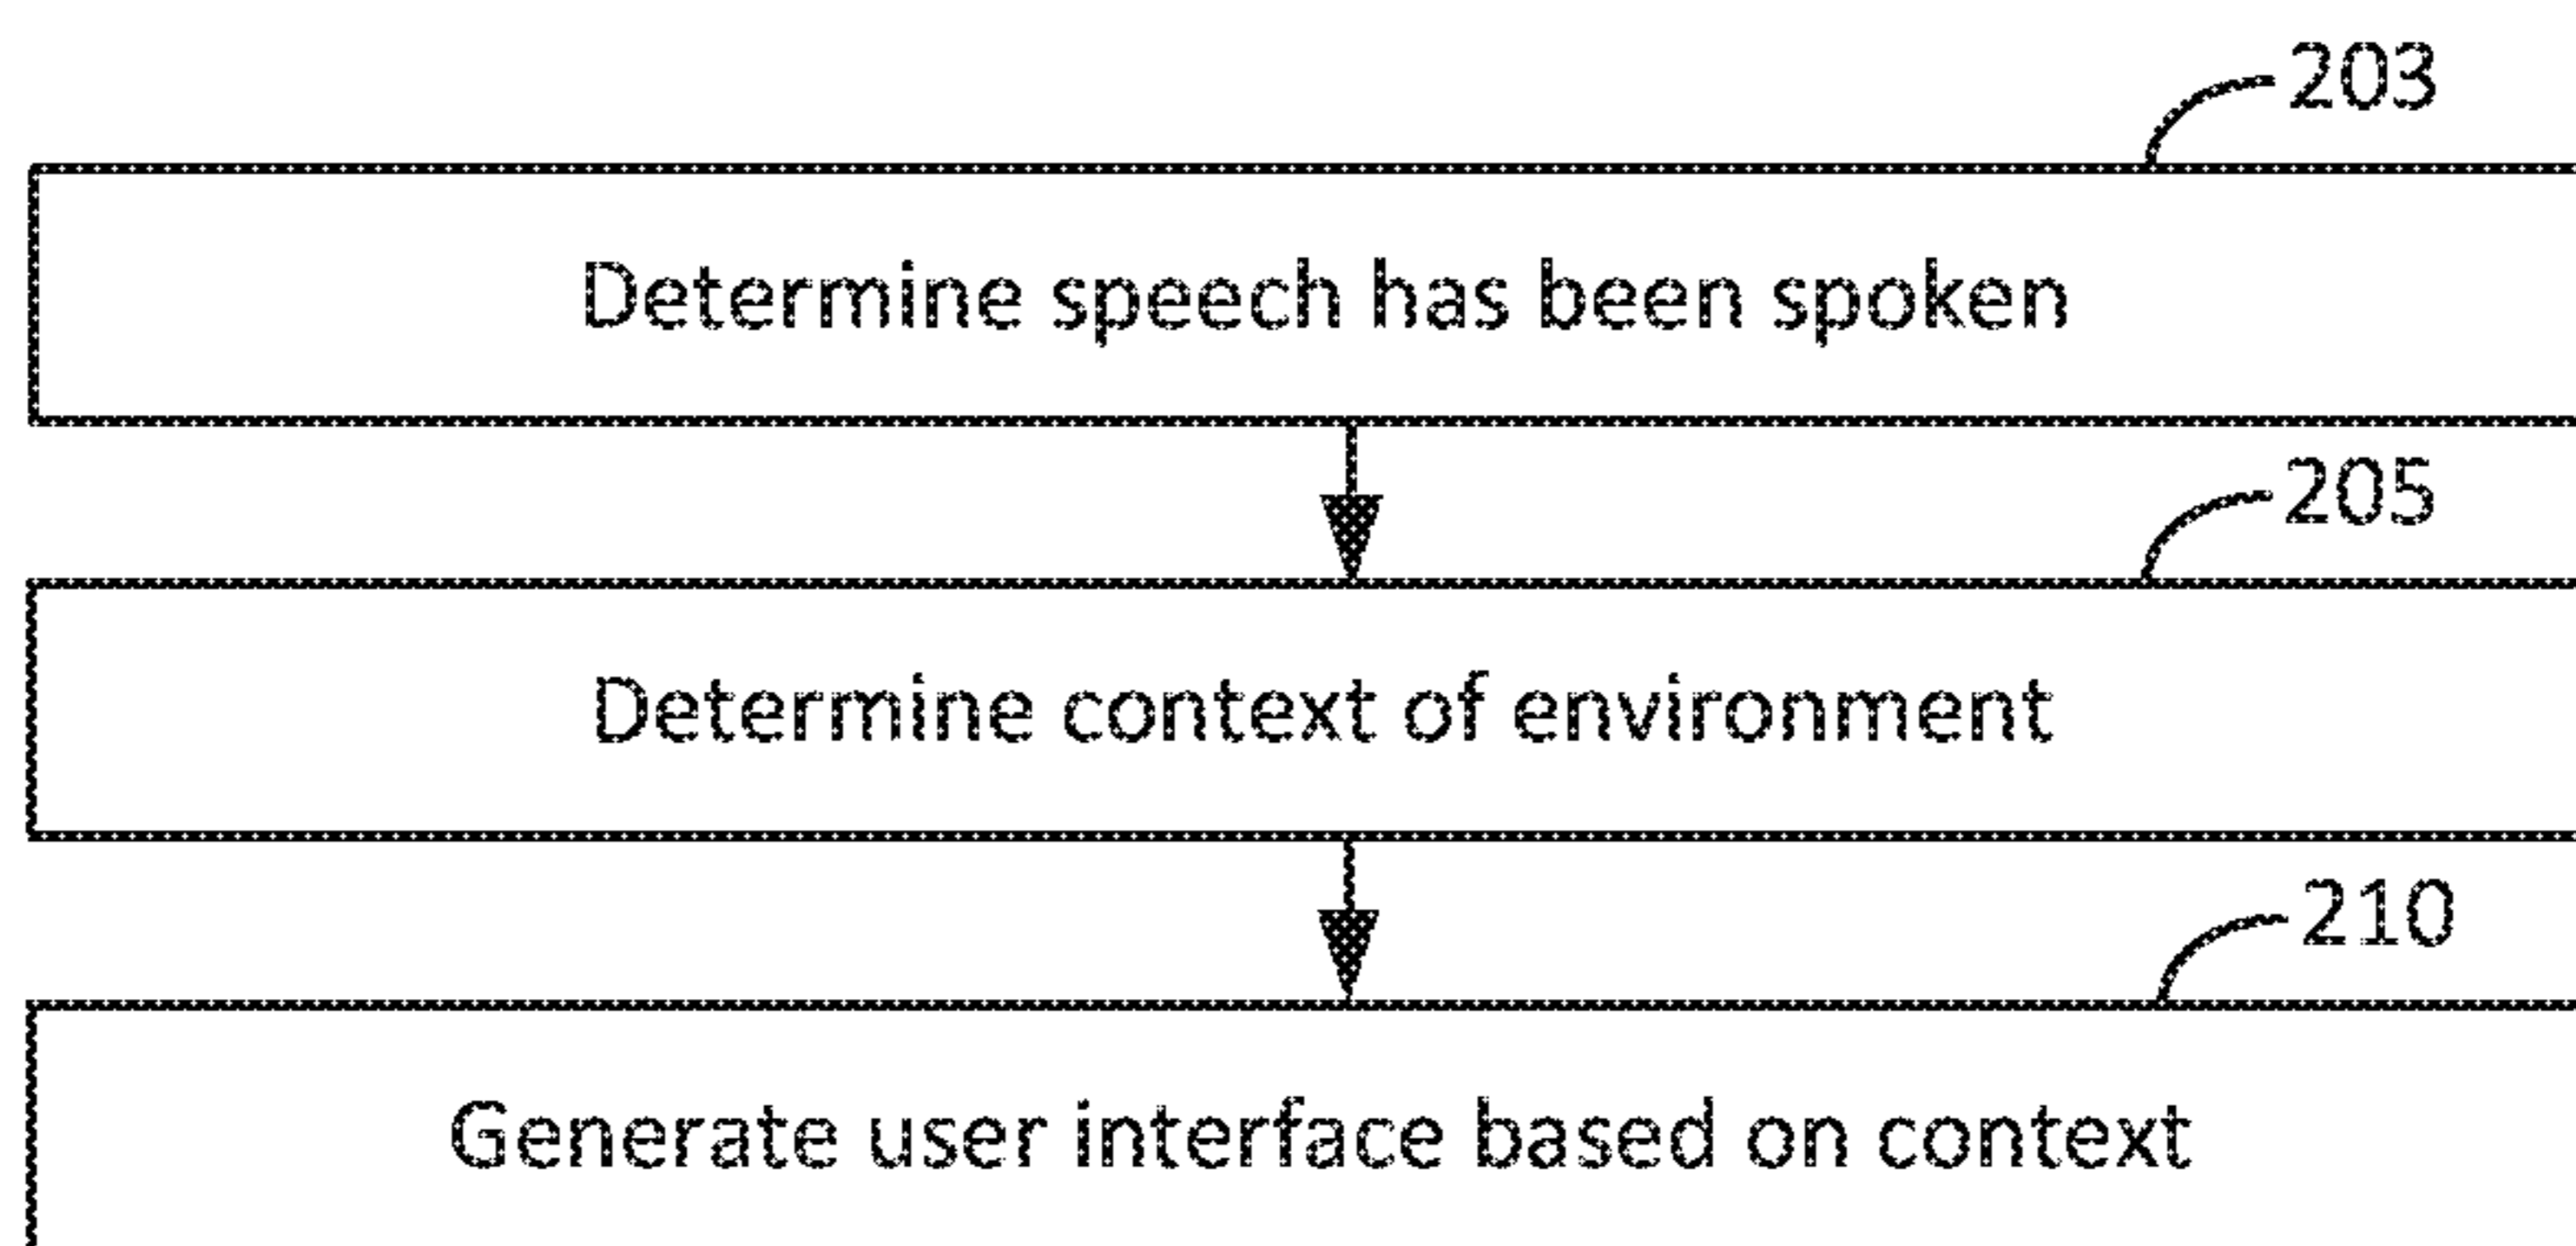 203
Determine speech has been spoken
205
Determine context of environment
210
Generate user interface based on context